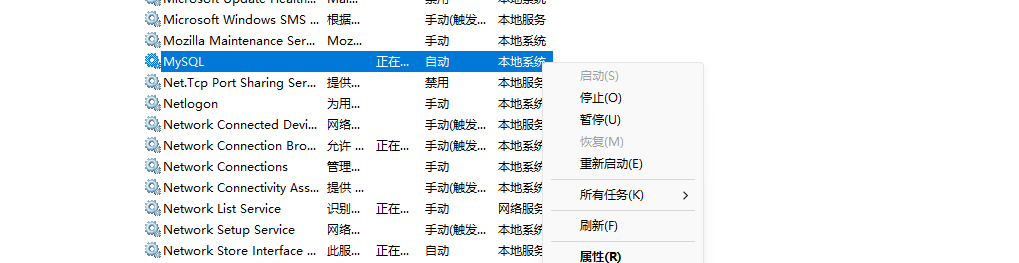 Microsoft Update Health... Mai... 禁用 本地系统
Microsoft Windows SMS ... 根据... 手动(触发... 本地服务
Mozilla Maintenance Ser... Moz... 手动 本地系统
MySQL 正在... 自动 本地系统
Net.Tcp Port Sharing Ser... 提供... 禁用 本地服务
Netlogon 为用... 手动 本地系统
Network Connected Devi... 网络... 手动(触发... 本地服务
Network Connection Bro... 允许 ... 正在... 手动(触发... 本地系统
Network Connections 管理... 手动 本地系统
Network Connectivity Ass... 提供 ... 手动(触发... 本地系统
Network List Service 识别... 正在... 手动 网络服务
Network Setup Service 网络... 手动(触发... 本地系统
Network Store Interface ... 此服... 正在... 自动 本地服务
启动(S)
停止(O)
暂停(U)
恢复(M)
重新启动(E)
所有任务(K)
刷新(F)
属性(R)